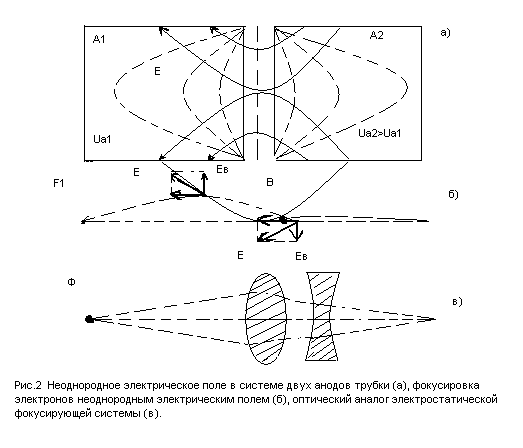 A1
A2
а)
E
Ua1
Ua2>Ua1
F1
E
Eв
B
б)
E
Eв
Ф
в)
Рис.2 Неоднородное электрическое поле в системе двух анодов трубки (а), фокусировка
электронов неоднородным электрическим полем (б), оптический аналог электростатической
фокусирующей системы (в).